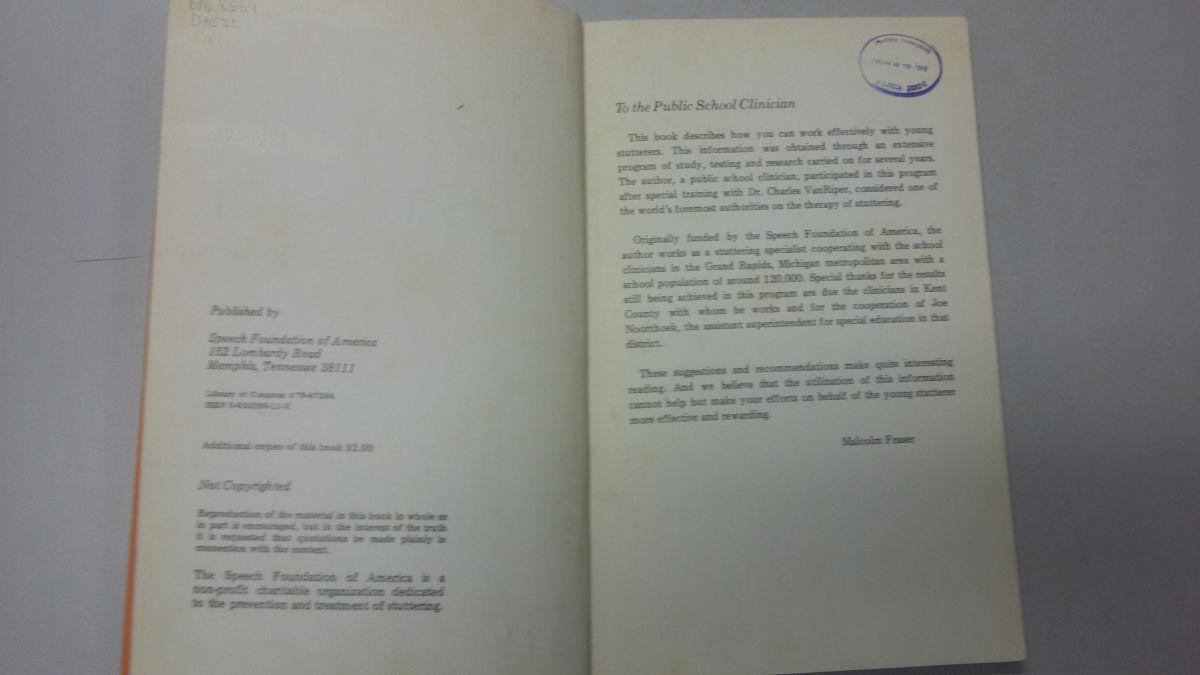 616.8554
Published by
Speech Foundation of America
152 Lombardy Road
Memphis, Tennessee 38111
Library of Congress
ISBN
Additional copies of this book $2.00
Not Copyrighted
Reproduction of the material in this book in whole or
in part is encouraged, but in the interest of the truth
it is requested that quotations be made plainly in
connection with the context.
The Speech Foundation of America is a
non-profit charitable organization dedicated
to the prevention and treatment of stuttering.
To the Public School Clinician
This book describes how you can work effectively with young
stutterers. This information was obtained through an extensive
program of study, testing and research carried on for several years.
The author, a public school clinician, participated in this program
after special training with Dr. Charles VanRiper, considered one of
the world's foremost authorities on the therapy of stuttering.
Originally funded by the Speech Foundation of America, the
author works as a stuttering specialist cooperating with the school
clinicians in the Grand Rapids, Michigan metropolitan area with a
school population of around 120,000. Special thanks for the results
still being achieved in this program are due the clinicians in Kent
County with whom he works and for the cooperation of Joe
Noorthoek, the assistant superintendent for special education in that
district.
These suggestions and recommendations make quite interesting
reading. And we believe that the utilization of this information
cannot help but make your efforts on behalf of the young stutterer
more effective and rewarding.
Malcolm Fraser